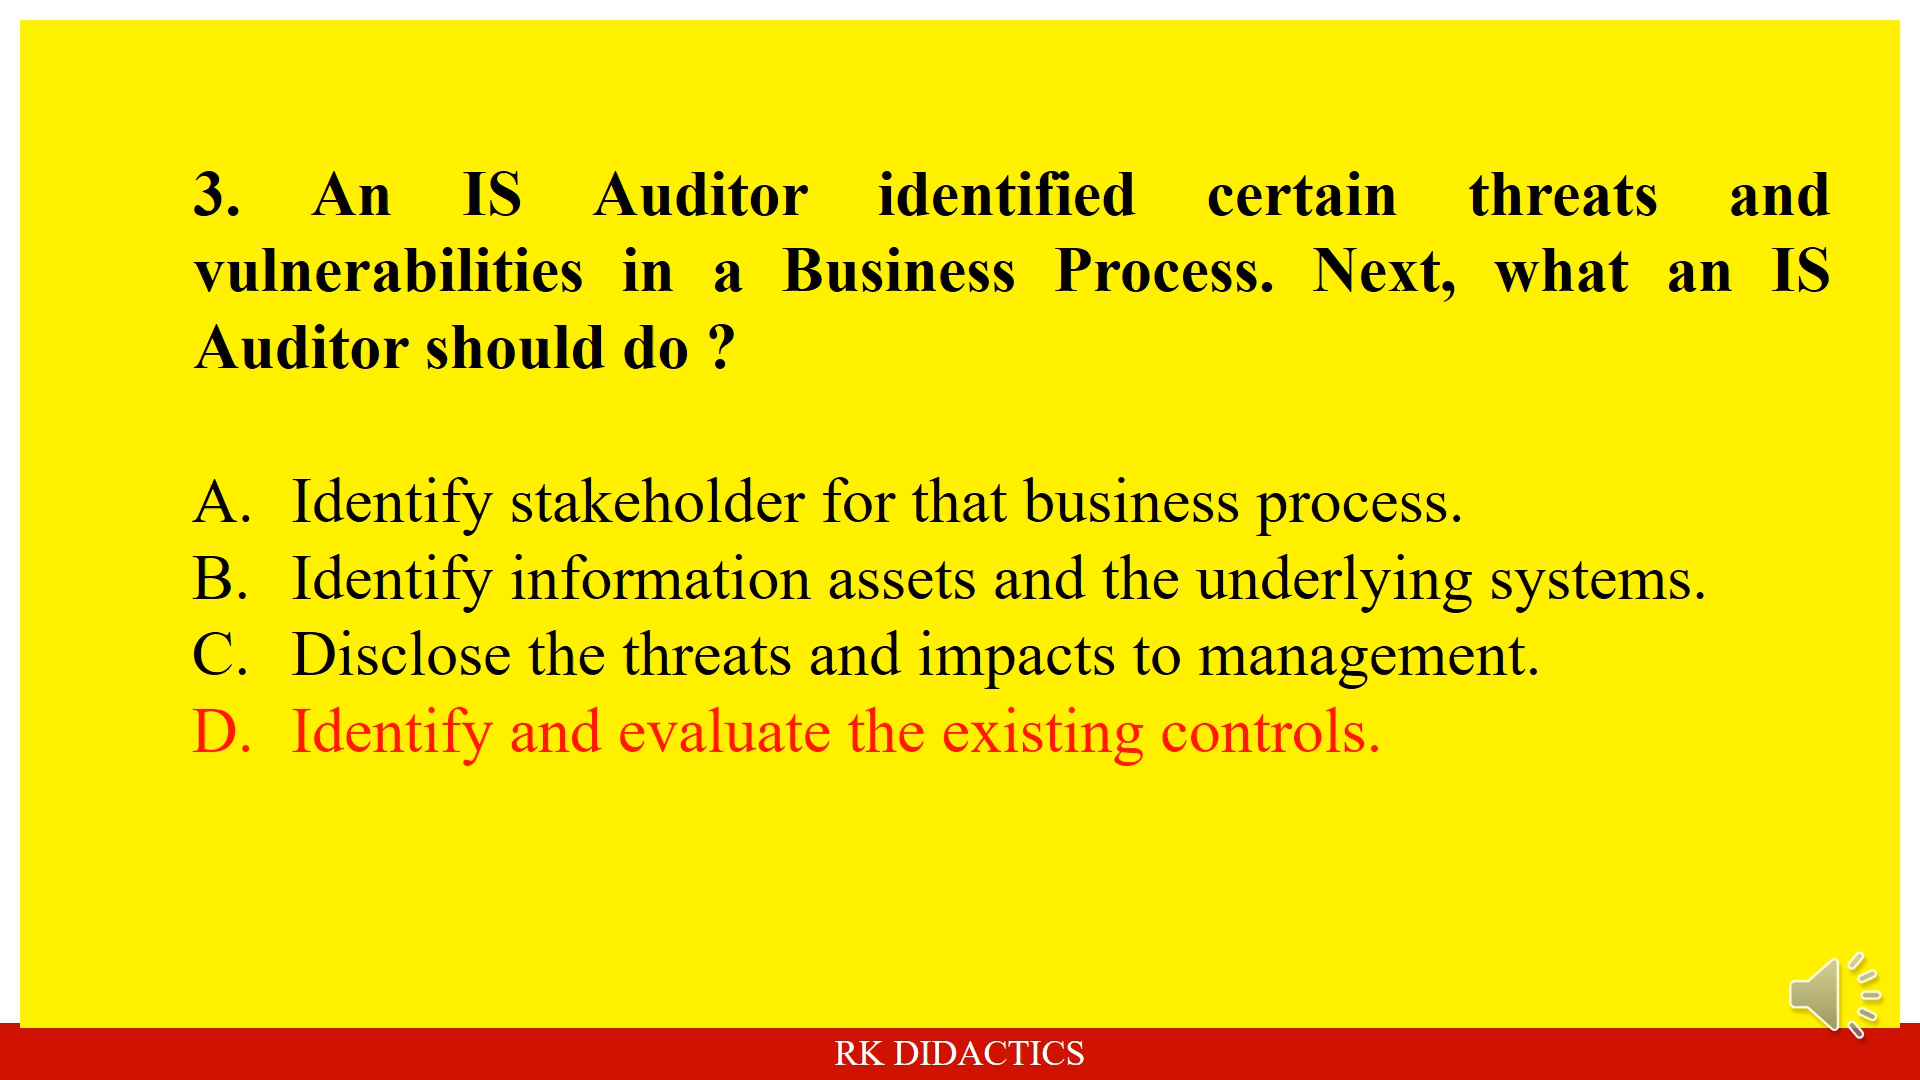 3. An IS Auditor identified certain threats and
vulnerabilities in a Business Process. Next, what an IS
Auditor should do ?
A. Identify stakeholder for that business process.
B. Identify information assets and the underlying systems.
C. Disclose the threats and impacts to management.
D. Identify and evaluate the existing controls.
RK DIDACTICS